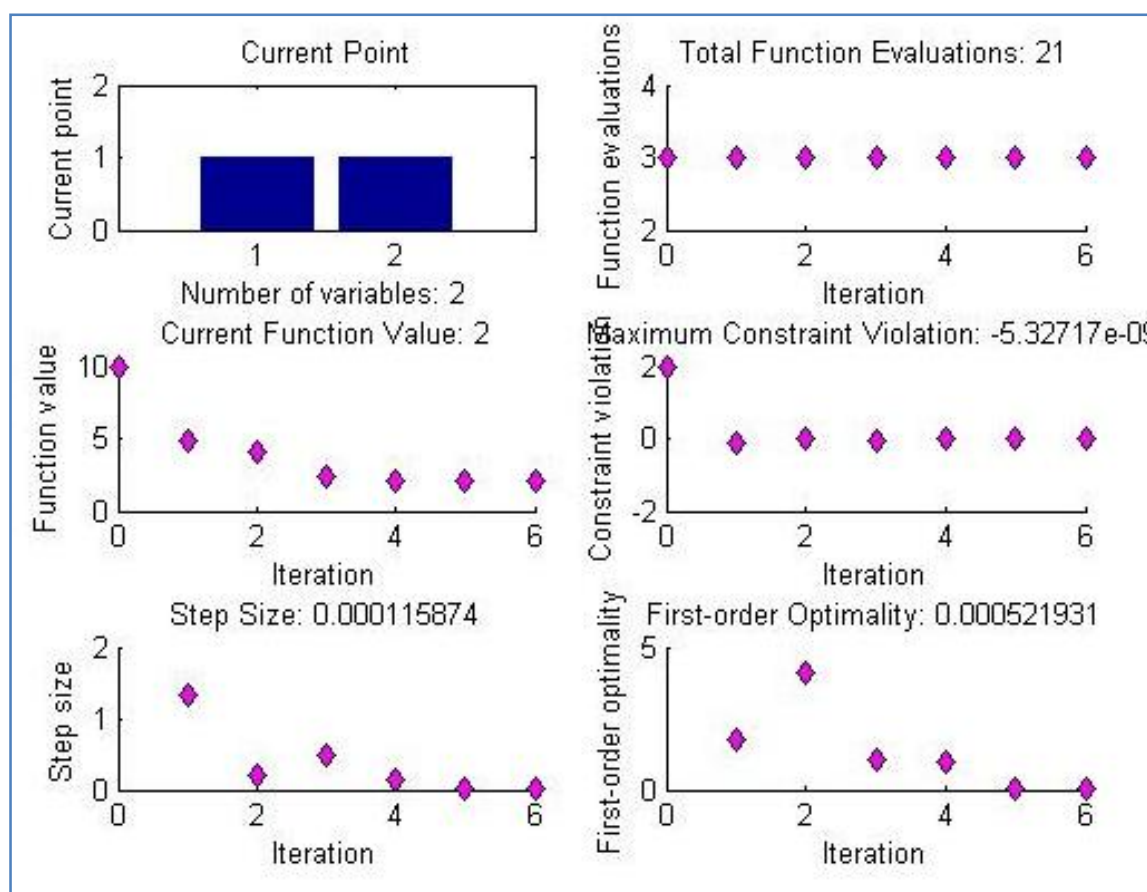 Current Point
Current point
2
1
0
1
2
Number of variables: 2
Total Function Evaluations: 21
Function evaluations
4
3
2
0
2
4
6
Iteration
Current Function Value: 2
Function value
10
5
0
0
2
4
6
Iteration
Maximum Constraint Violation: -5.32717e-09
Constraint violation
2
0
-2
0
2
4
6
Iteration
Step Size: 0.000115874
Step size
2
1
0
0
2
4
6
Iteration
First-order Optimality: 0.000521931
First-order optimality
5
0
0
2
4
6
Iteration